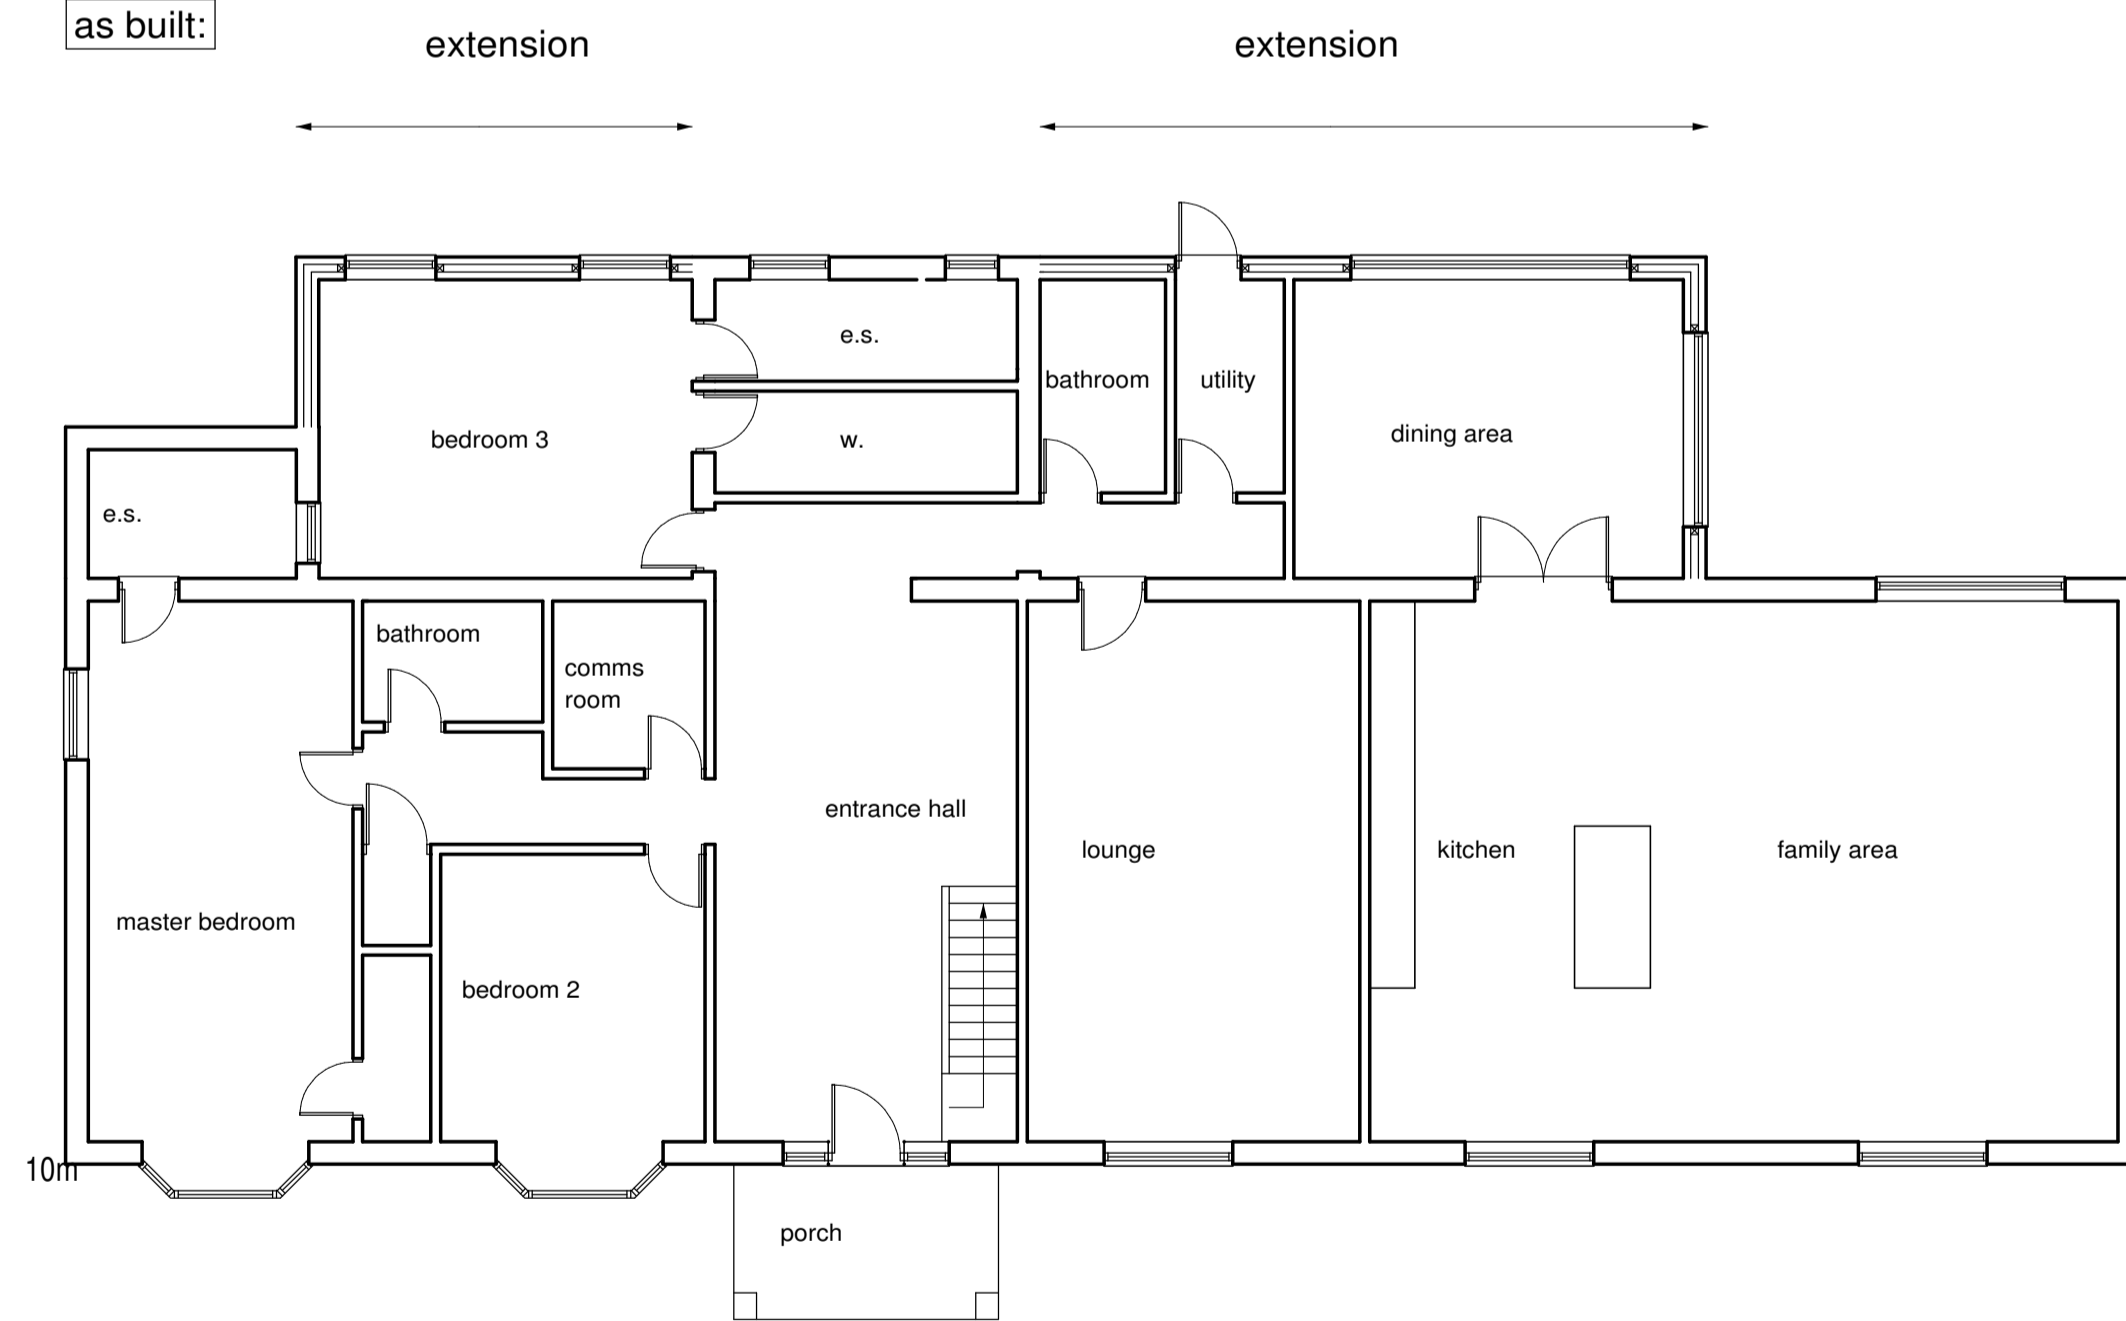 as built:
extension
extension
e.s.
bathroom
utility
dining area
bedroom 3
w.
e.s.
bathroom
comms
room
entrance hall
lounge
kitchen
family area
master bedroom
bedroom 2
10m
porch